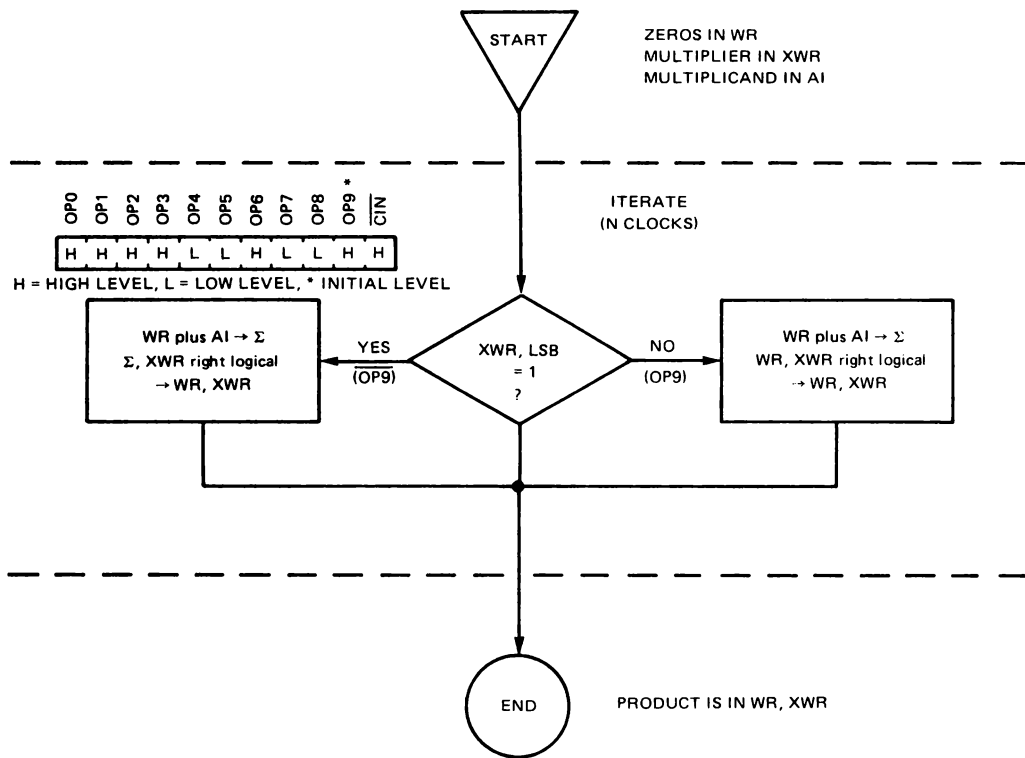 START
ZEROS IN WR
MULTIPLIER IN XWR
MULTIPLICAND IN AI
OP0 OP1 OP2 OP3 OP4 OP5 OP6 OP7 OP8 OP9* C̅I̅N̅
H H H H L L H L L H H
H = HIGH LEVEL, L = LOW LEVEL, * INITIAL LEVEL
ITERATE
(N CLOCKS)
WR plus AI → Σ
Σ, XWR right logical
→ WR, XWR
YES
(O̅P̅9̅)
XWR, LSB
= 1
?
NO
(OP9)
WR plus AI → Σ
WR, XWR right logical
→ WR, XWR
END
PRODUCT IS IN WR, XWR